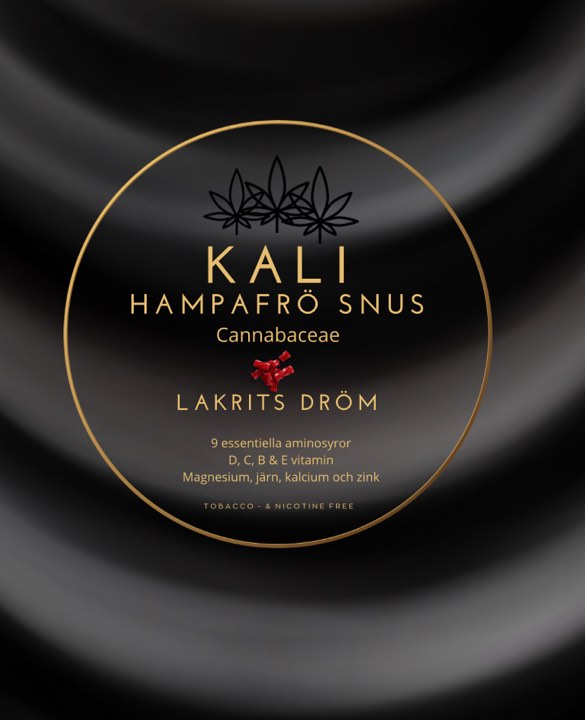 KALI
HAMPAFRÖ SNUS
Cannabaceae
LAKRITS DRÖM
9 essentiella aminosyror
D, C, B & E vitamin
Magnesium, järn, kalcium och zink
TOBACCO - & NICOTINE FREE